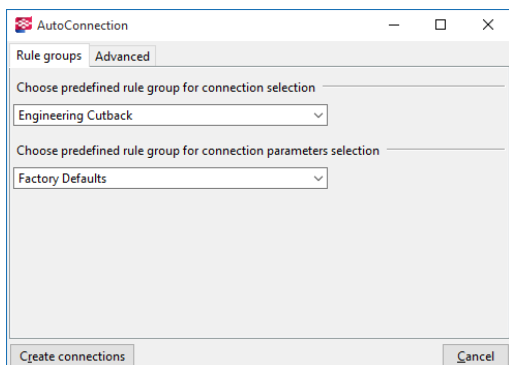 AutoConnection
Rule groups Advanced
Choose predefined rule group for connection selection
Engineering Cutback
Choose predefined rule group for connection parameters selection
Factory Defaults
Create connections Cancel